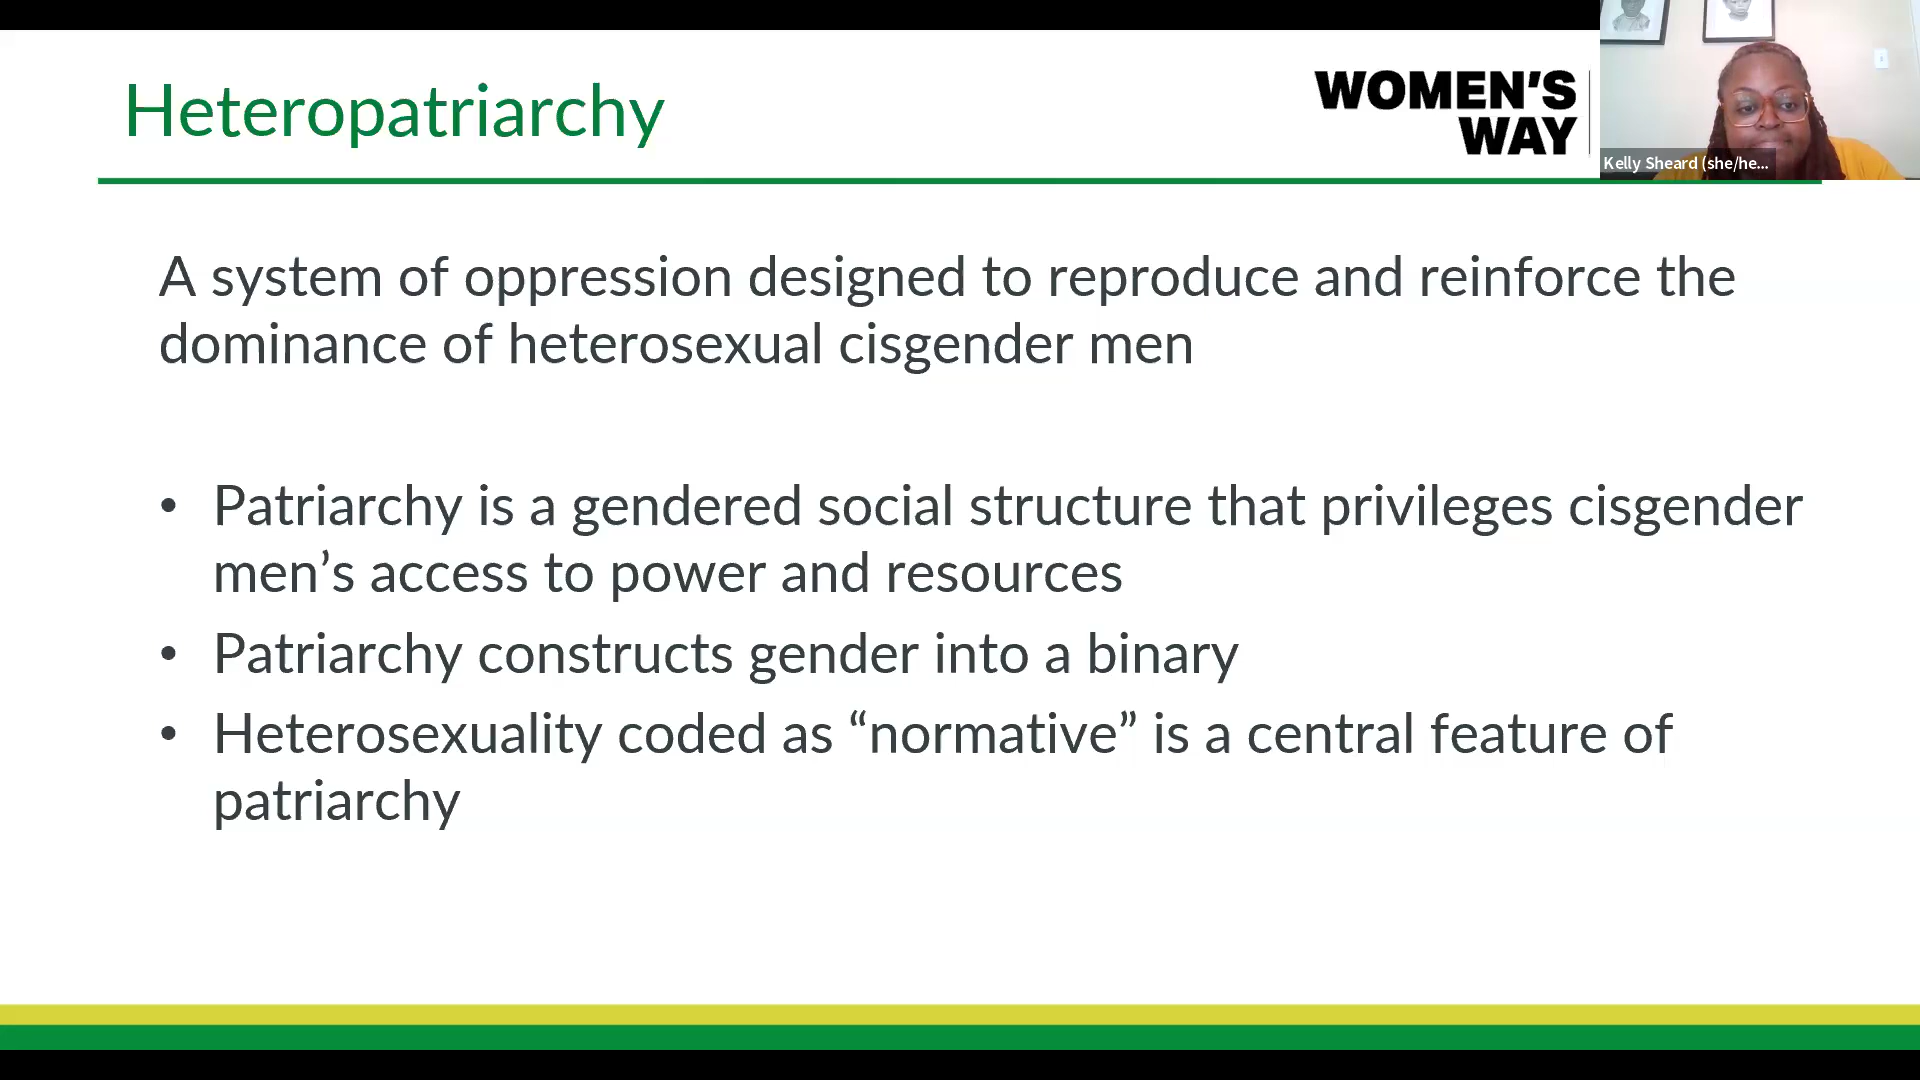 Heteropatriarchy
WOMEN’S
WAY
Kelly Sheard (she/he...
A system of oppression designed to reproduce and reinforce the
dominance of heterosexual cisgender men
• Patriarchy is a gendered social structure that privileges cisgender
men’s access to power and resources
• Patriarchy constructs gender into a binary
• Heterosexuality coded as “normative” is a central feature of
patriarchy